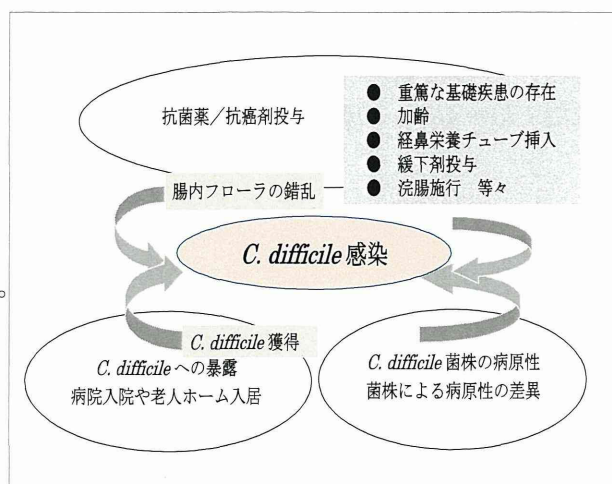 抗菌薬／抗癌剤投与
● 重篤な基礎疾患の存在
● 加齢
● 経鼻栄養チューブ挿入
● 緩下剤投与
● 浣腸施行 等々
腸内フローラの錯乱
C. difficile 感染
C. difficile 獲得
C. difficile への暴露
病院入院や老人ホーム入居
C. difficile 菌株の病原性
菌株による病原性の差異